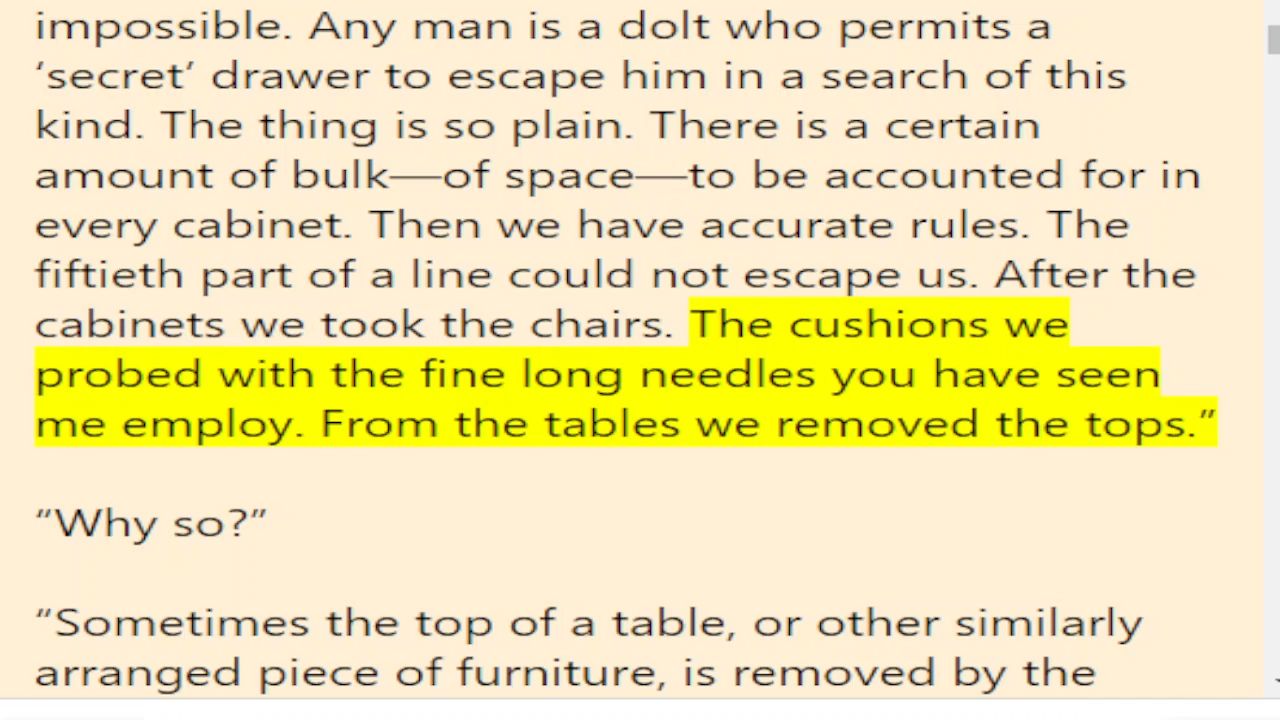 impossible. Any man is a dolt who permits a
‘secret’ drawer to escape him in a search of this
kind. The thing is so plain. There is a certain
amount of bulk—of space—to be accounted for in
every cabinet. Then we have accurate rules. The
fiftieth part of a line could not escape us. After the
cabinets we took the chairs. The cushions we
probed with the fine long needles you have seen
me employ. From the tables we removed the tops.”
“Why so?”
“Sometimes the top of a table, or other similarly
arranged piece of furniture, is removed by the